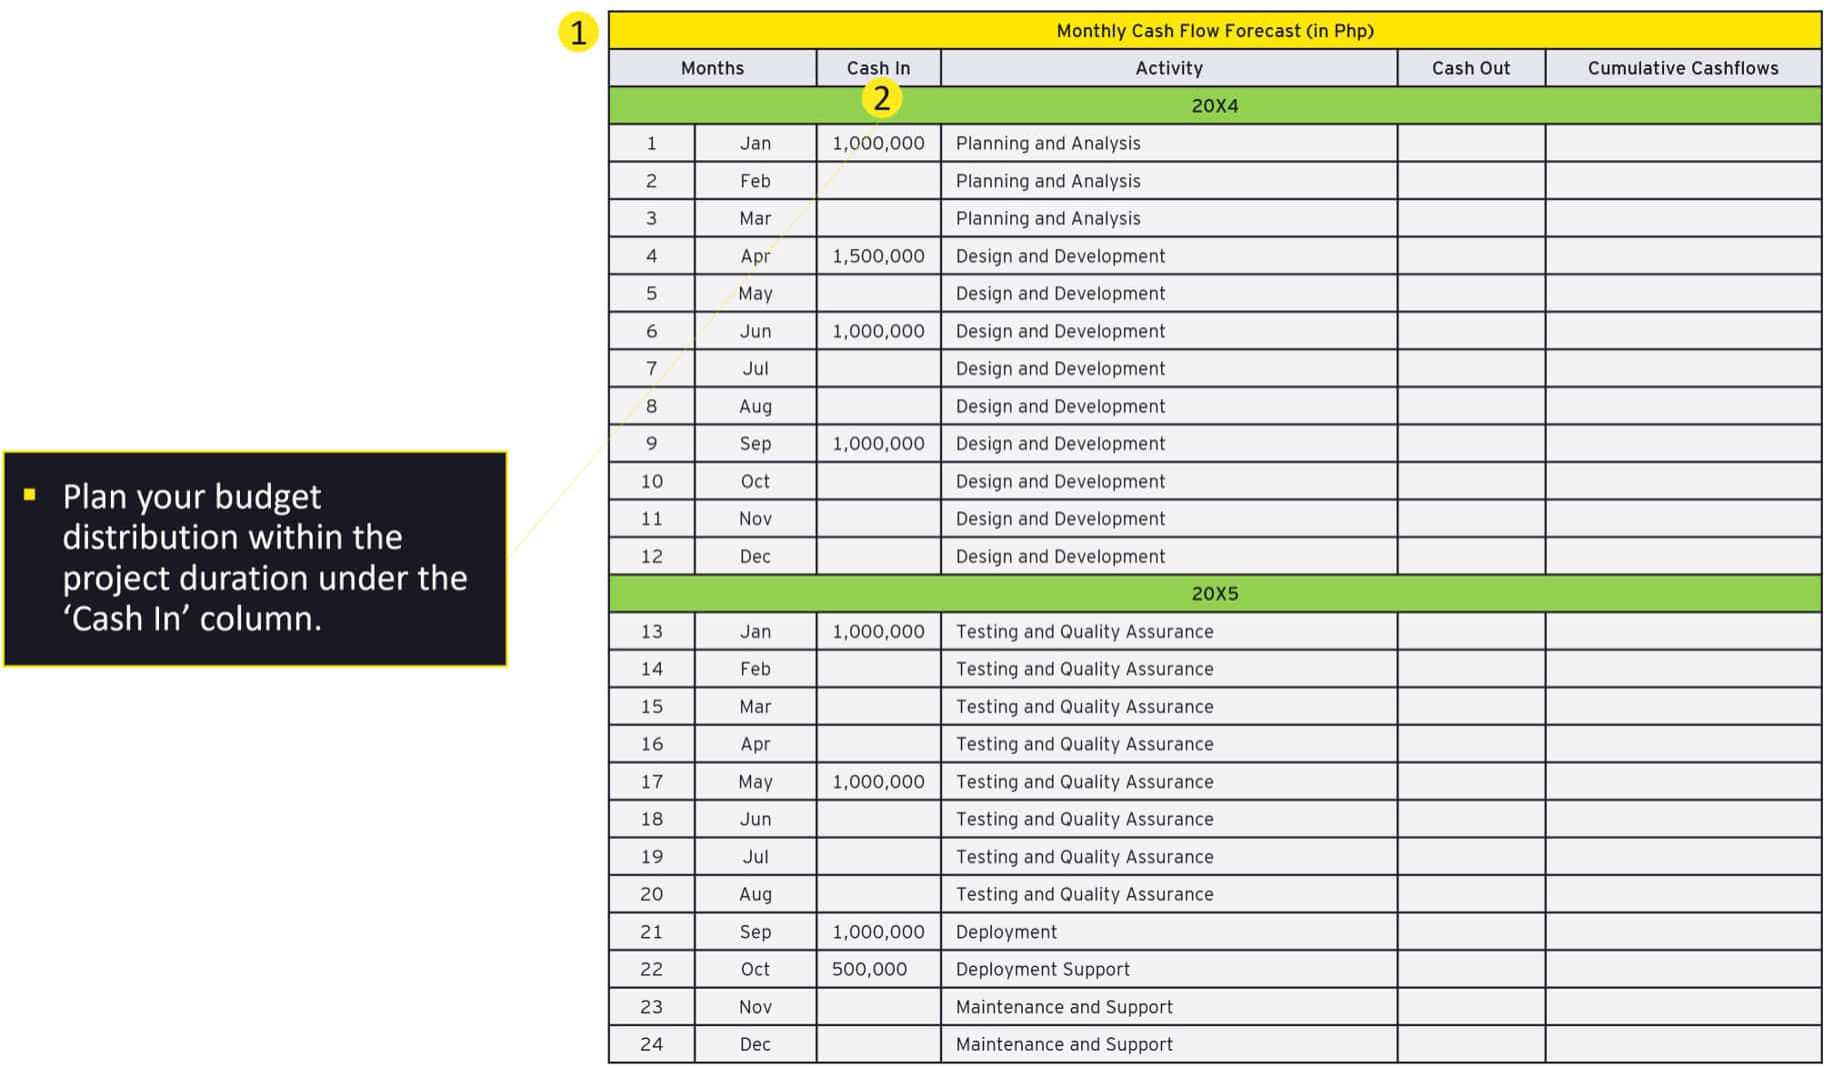 1
Monthly Cash Flow Forecast (in Php)
Months Cash In Activity Cash Out Cumulative Cashflows
2
20X4
1 Jan 1,000,000 Planning and Analysis
2 Feb Planning and Analysis
3 Mar Planning and Analysis
4 Apr 1,500,000 Design and Development
5 May Design and Development
6 Jun 1,000,000 Design and Development
7 Jul Design and Development
8 Aug Design and Development
9 Sep 1,000,000 Design and Development
10 Oct Design and Development
11 Nov Design and Development
12 Dec Design and Development
20X5
13 Jan 1,000,000 Testing and Quality Assurance
14 Feb Testing and Quality Assurance
15 Mar Testing and Quality Assurance
16 Apr Testing and Quality Assurance
17 May 1,000,000 Testing and Quality Assurance
18 Jun Testing and Quality Assurance
19 Jul Testing and Quality Assurance
20 Aug Testing and Quality Assurance
21 Sep 1,000,000 Deployment
22 Oct 500,000 Deployment Support
23 Nov Maintenance and Support
24 Dec Maintenance and Support
▪ Plan your budget
distribution within the
project duration under the
‘Cash In’ column.